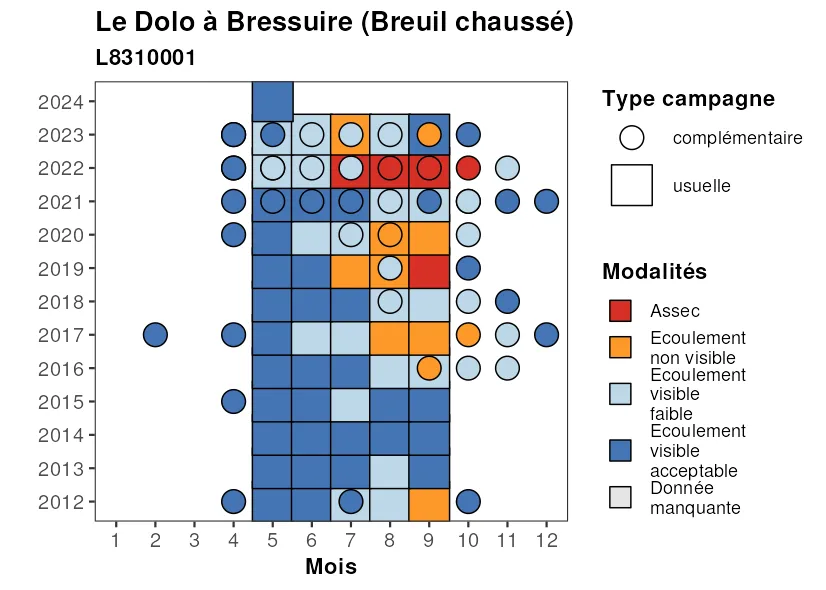 Le Dolo à Bressuire (Breuil chaussé)
L8310001
2024
2023
2022
2021
2020
2019
2018
2017
2016
2015
2014
2013
2012
1 2 3 4 5 6 7 8 9 10 11 12
Mois
Type campagne
complémentaire
usuelle
Modalités
Assec
Ecoulement
non visible
Ecoulement
visible
faible
Ecoulement
visible
acceptable
Donnée
manquante